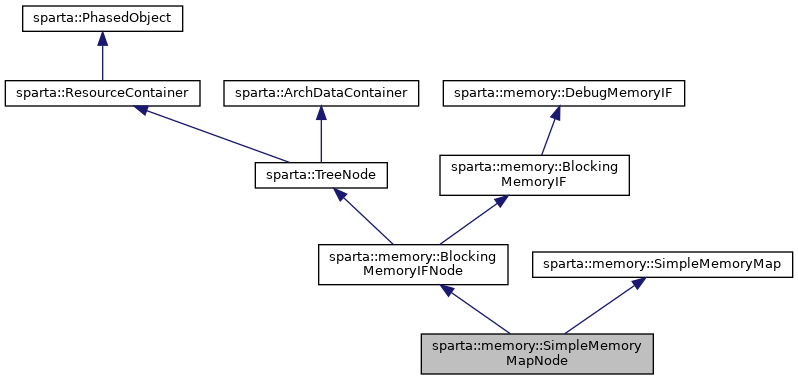 sparta::PhasedObject
sparta::ResourceContainer
sparta::ArchDataContainer
sparta::memory::DebugMemoryIF
sparta::TreeNode
sparta::memory::Blocking
MemoryIF
sparta::memory::Blocking
MemoryIFNode
sparta::memory::SimpleMemoryMap
sparta::memory::SimpleMemory
MapNode